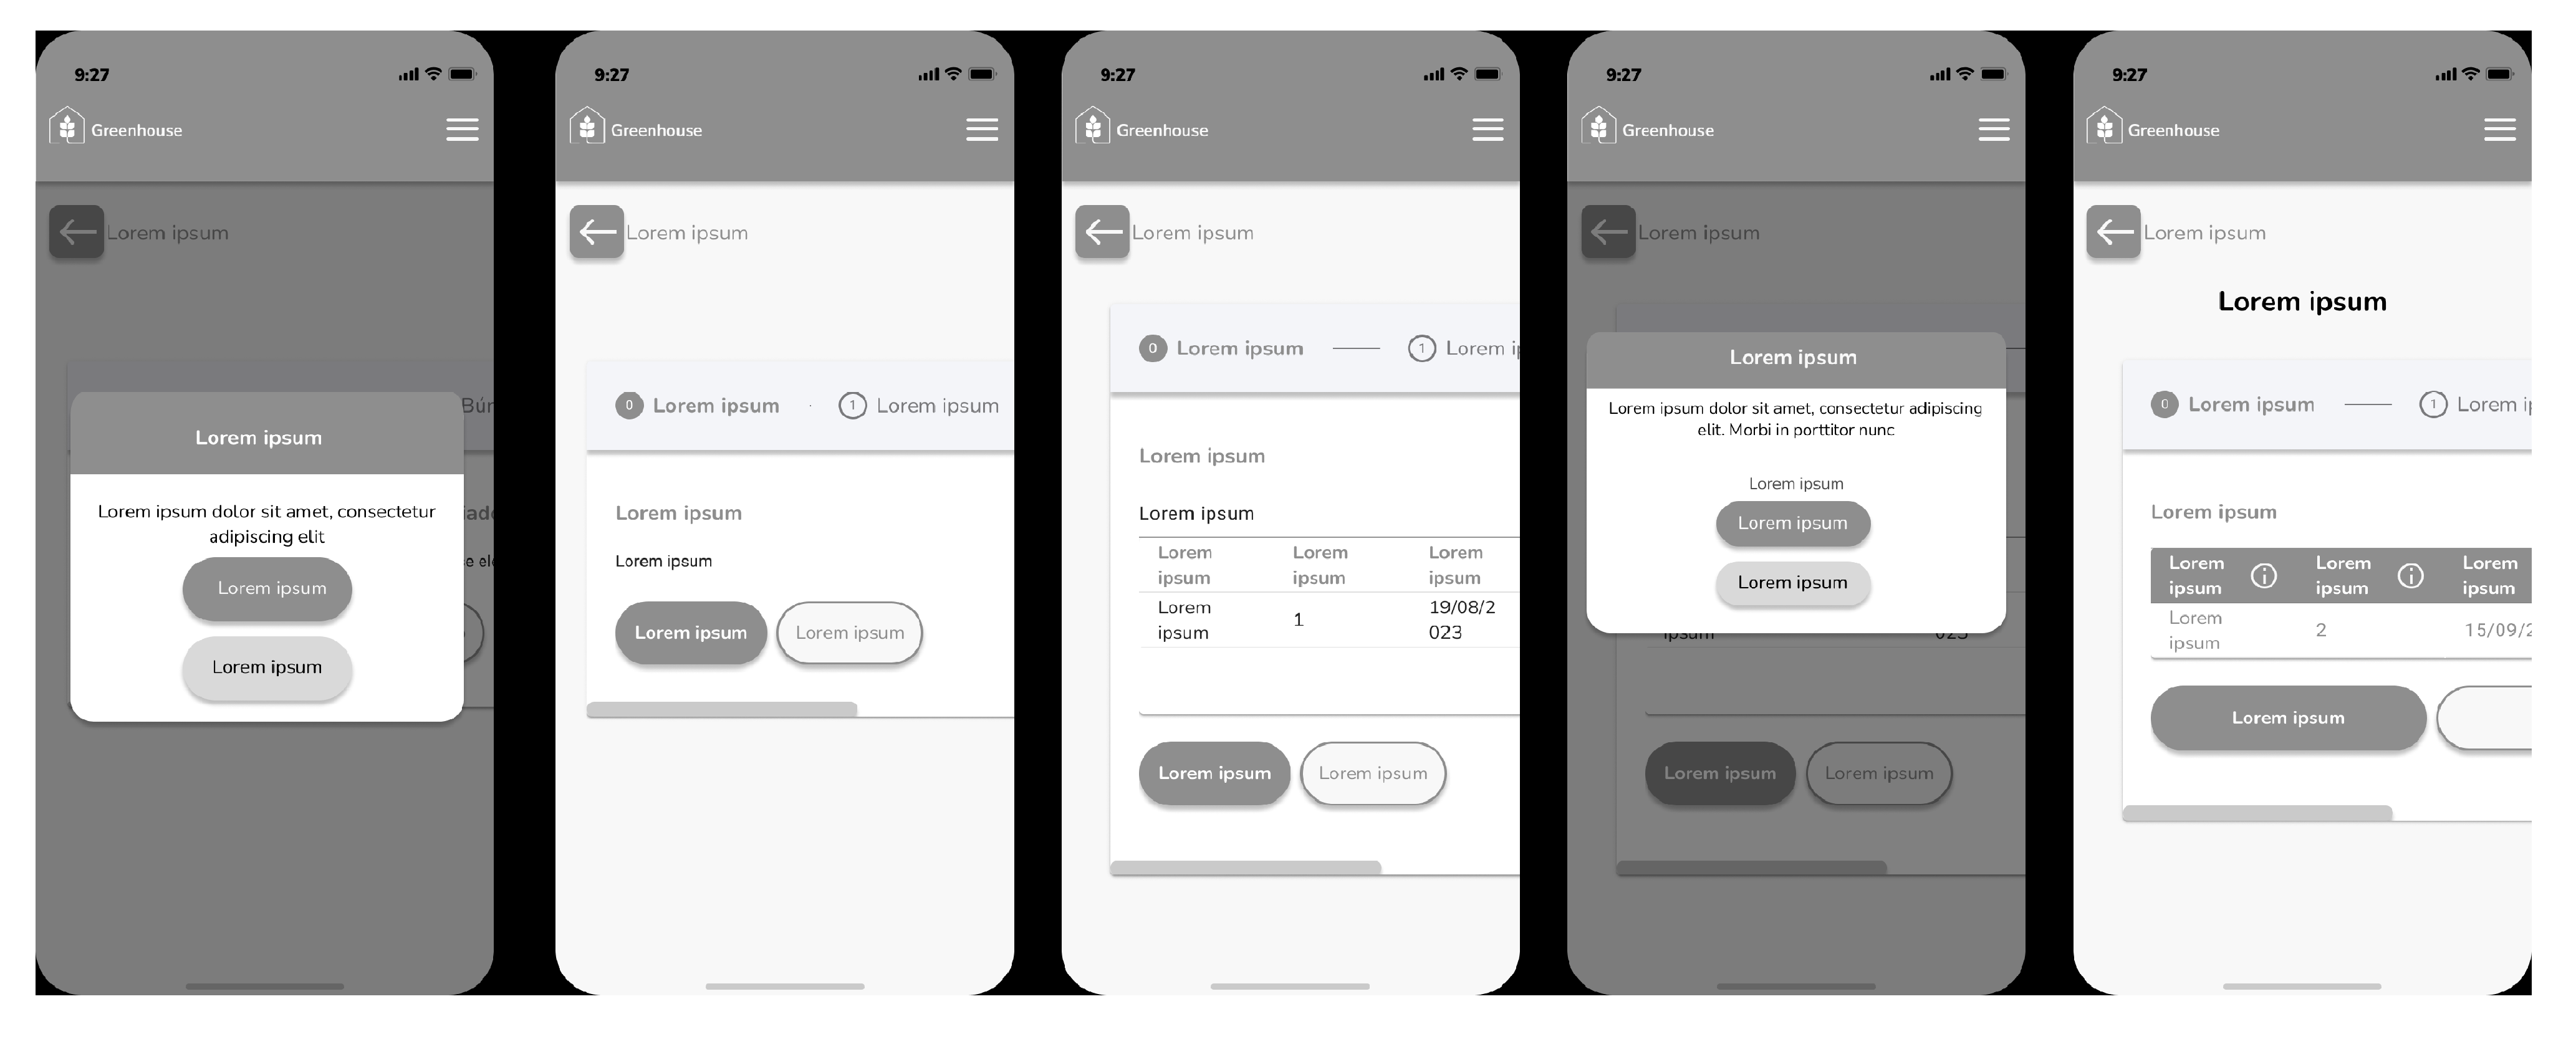 9:27
Greenhouse
Lorem ipsum
Lorem ipsum
Lorem ipsum dolor sit amet, consectetur
adipiscing elit
Lorem ipsum
Lorem ipsum
9:27
Greenhouse
Lorem ipsum
0 Lorem ipsum 1 Lorem ipsum
Lorem ipsum
Lorem ipsum
Lorem ipsum Lorem ipsum
9:27
Greenhouse
Lorem ipsum
0 Lorem ipsum 1 Lorem
Lorem ipsum
Lorem ipsum
Lorem Lorem Lorem
ipsum ipsum ipsum
Lorem 1 19/08/2
ipsum 023
Lorem ipsum Lorem ipsum
9:27
Greenhouse
Lorem ipsum
Lorem ipsum
Lorem ipsum dolor sit amet, consectetur adipiscing
elit. Morbi in porttitor nunc
Lorem ipsum
Lorem ipsum
Lorem ipsum
Lorem ipsum Lorem ipsum
9:27
Greenhouse
Lorem ipsum
Lorem ipsum
0 Lorem ipsum 1 Lorem
Lorem ipsum
Lorem i Lorem i Lorem
ipsum ipsum ipsum
Lorem 2 15/09/2
ipsum
Lorem ipsum